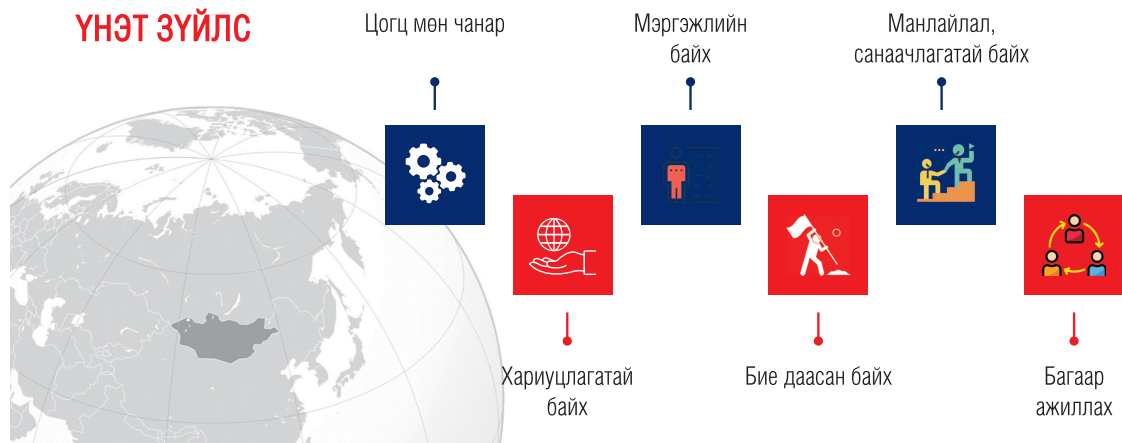 ҮНЭТ ЗҮЙЛС
Цогц мөн чанар
Хариуцлагатай
байх
Мэргэжлийн
байх
Бие даасан байх
Манлайлал,
санаачлагатай байх
Багаар
ажиллах